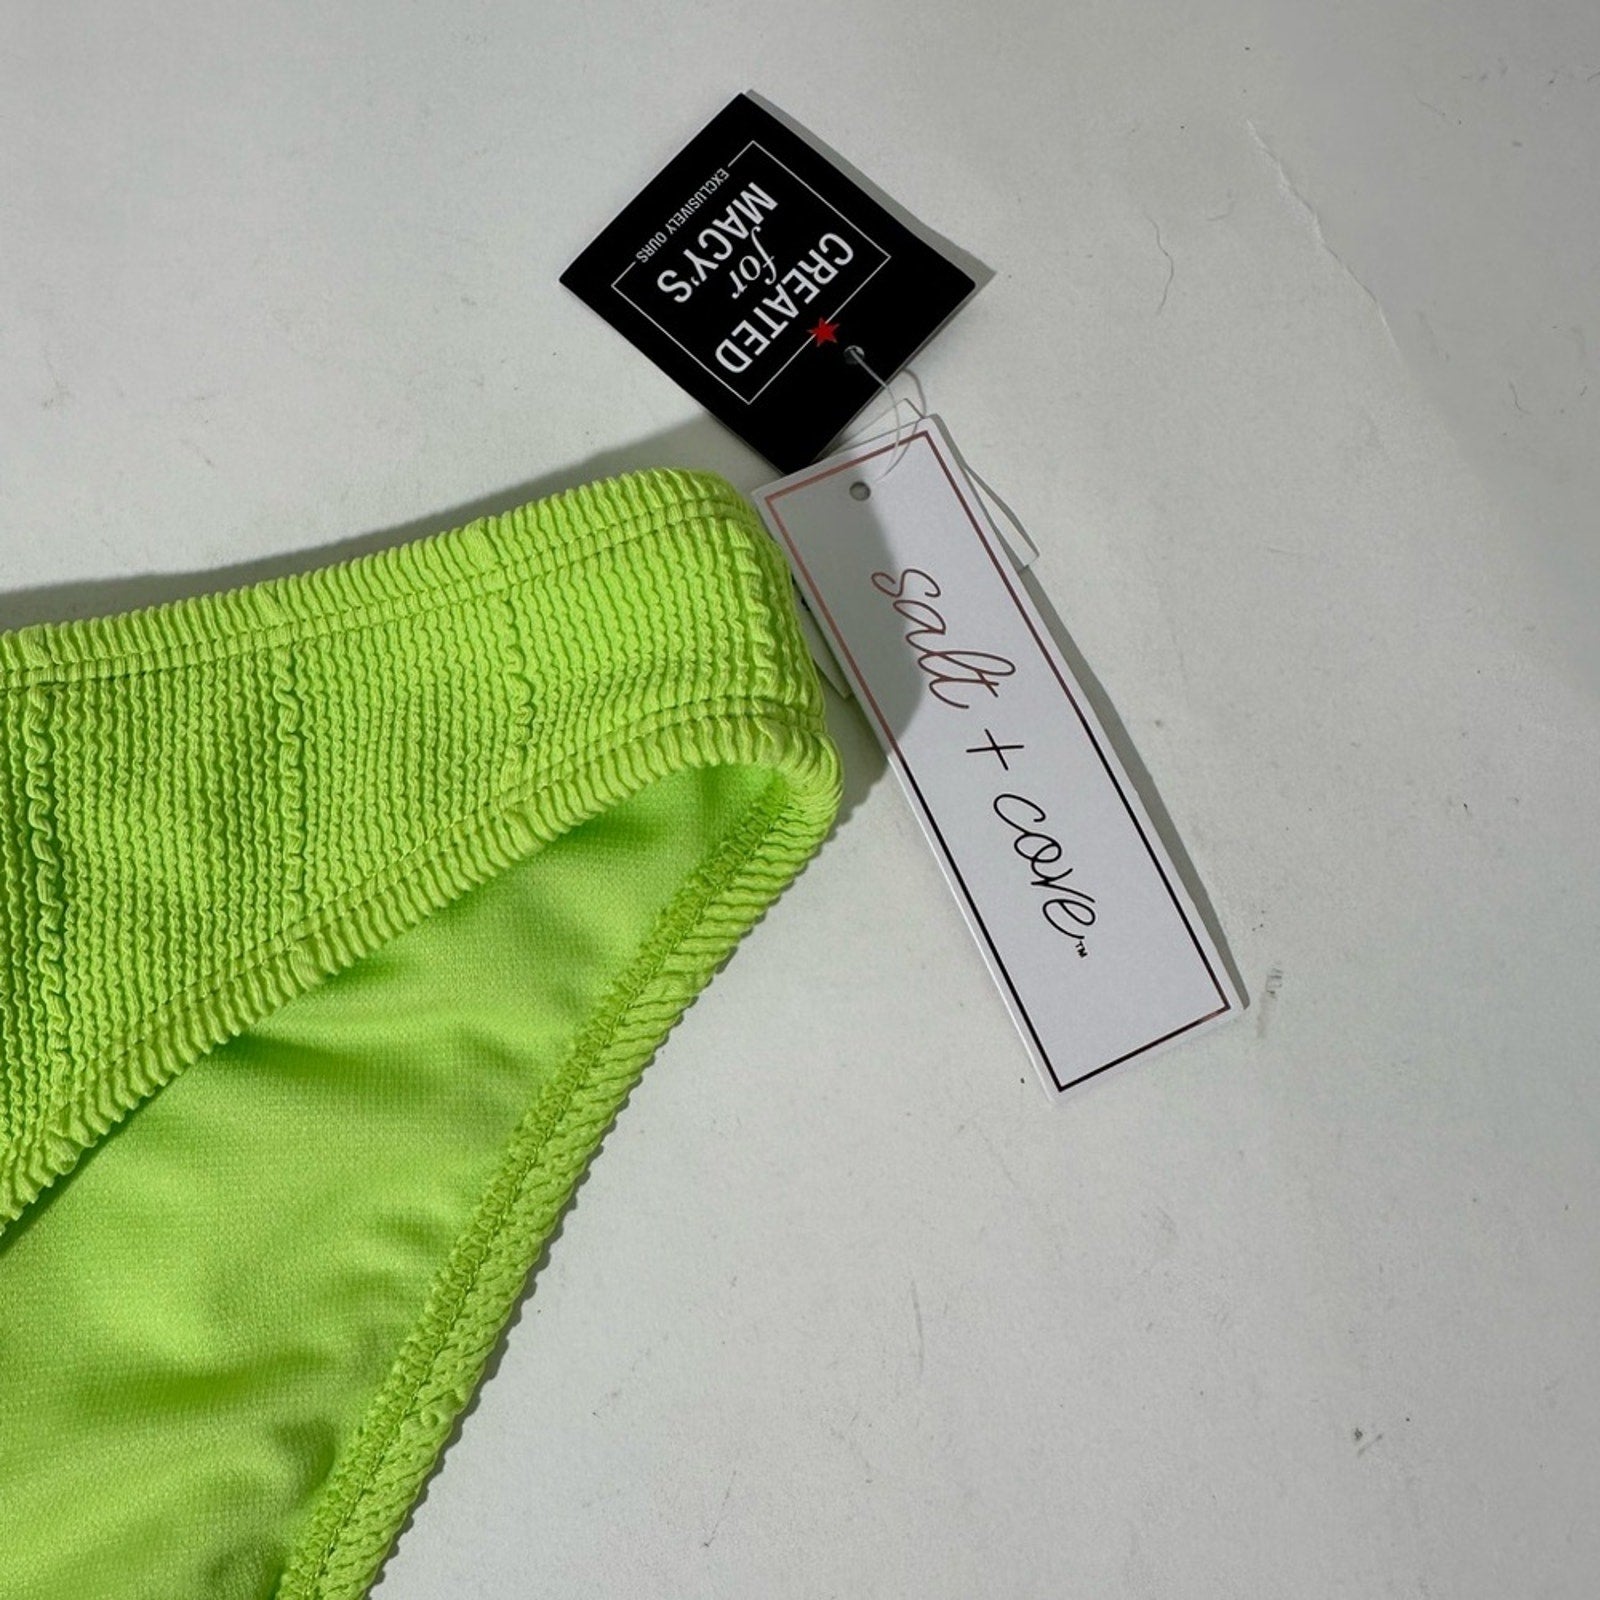 CREATED
for
MACY'S
EXCLUSIVELY OURS
salt + cove™